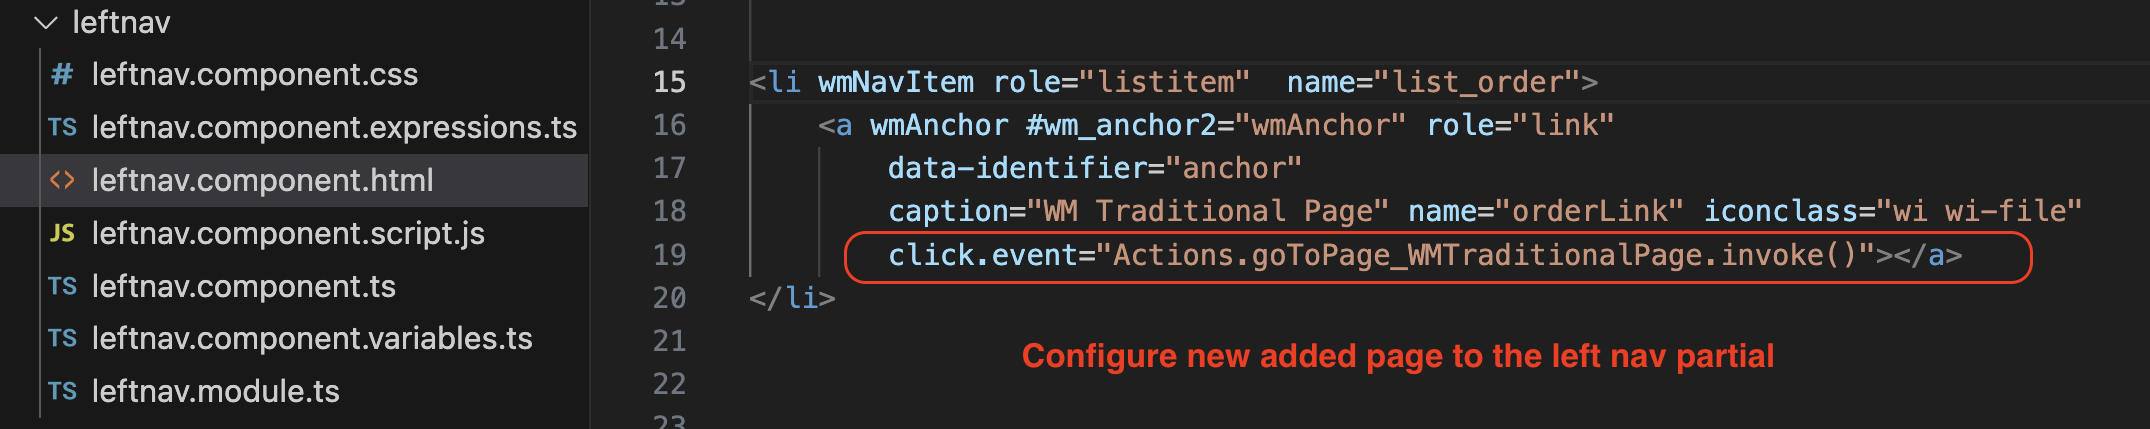 leftnav
# leftnav.component.css
TS leftnav.component.expressions.ts
<> leftnav.component.html
JS leftnav.component.script.js
TS leftnav.component.ts
TS leftnav.component.variables.ts
TS leftnav.module.ts
13
14
15 <li wmNavItem role="listitem"  name="list_order">
16 <a wmAnchor #wm_anchor2="wmAnchor" role="link"
17 data-identifier="anchor"
18 caption="WM Traditional Page" name="orderLink" iconclass="wi wi-file"
19 click.event="Actions.goToPage_WMTraditionalPage.invoke()"></a>
20 </li>
21
22
23
Configure new added page to the left nav partial